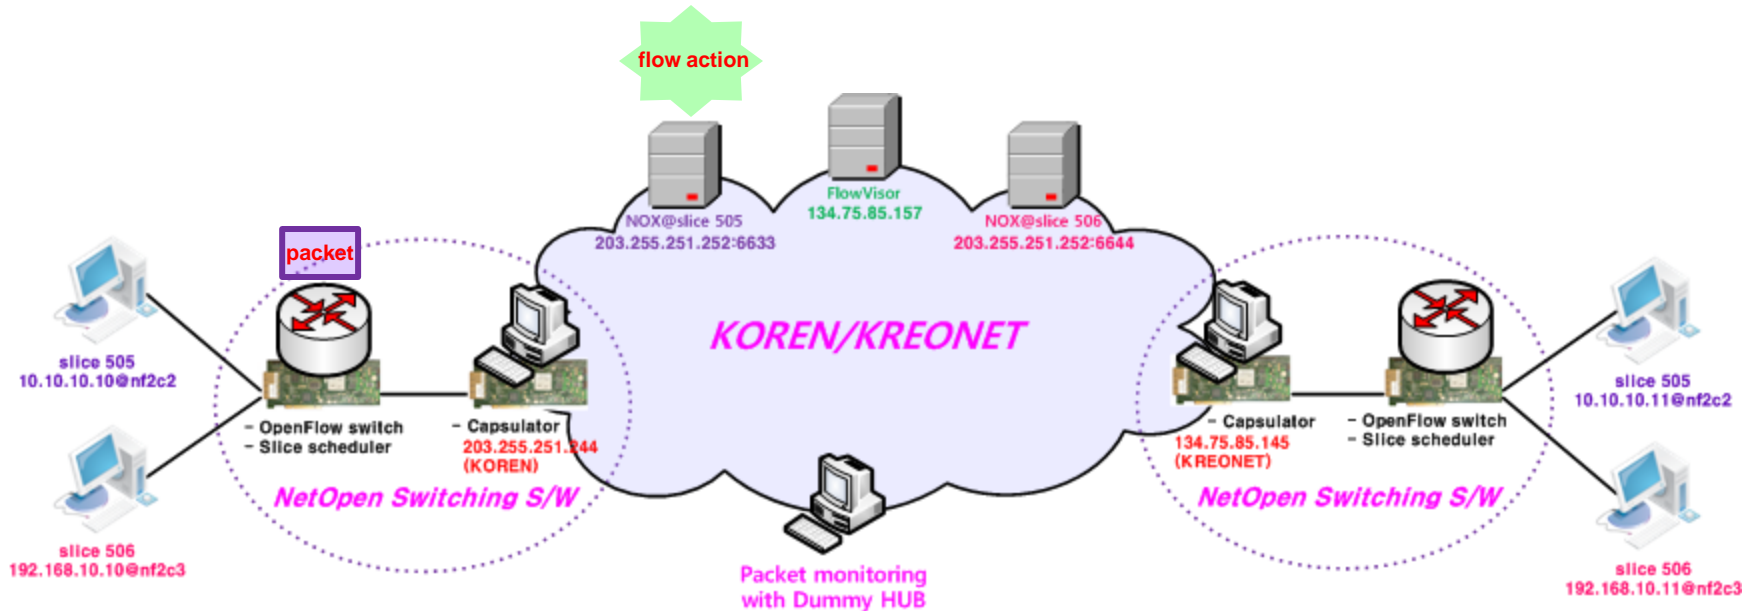 flow action
FlowVisor
134.75.85.157
NOX@slice 505
203.255.251.252:6633
NOX@slice 506
203.255.251.252:6644
packet
KOREN/KREONET
slice 505
10.10.10.10@nf2c2
slice 506
192.168.10.10@nf2c3
- OpenFlow switch
- Slice scheduler
- Capsulator
203.255.251.244
(KOREN)
NetOpen Switching S/W
Packet monitoring
with Dummy HUB
- Capsulator
134.75.85.145
(KREONET)
- OpenFlow switch
- Slice scheduler
NetOpen Switching S/W
slice 505
10.10.10.11@nf2c2
slice 506
192.168.10.11@nf2c3